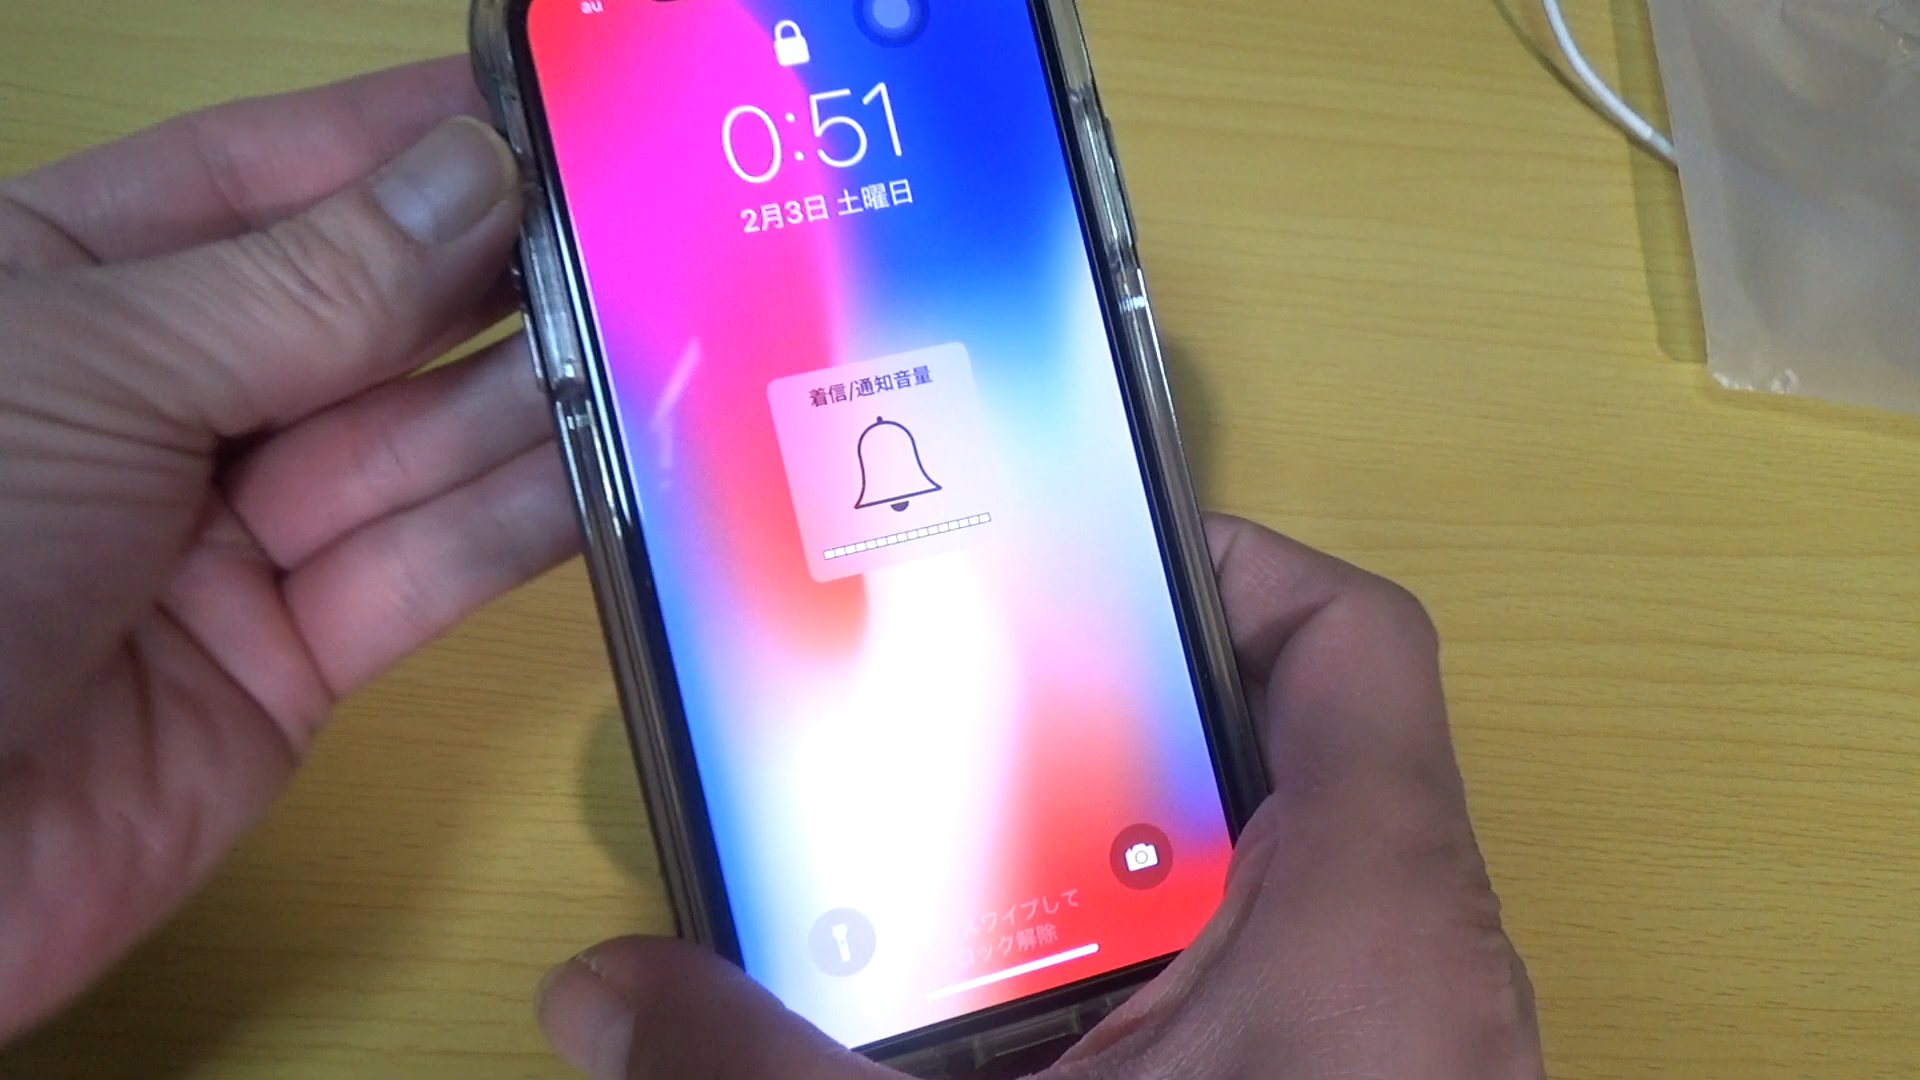 au
0:51
2月3日 土曜日
着信/通知音量
スワイプして
ロック解除